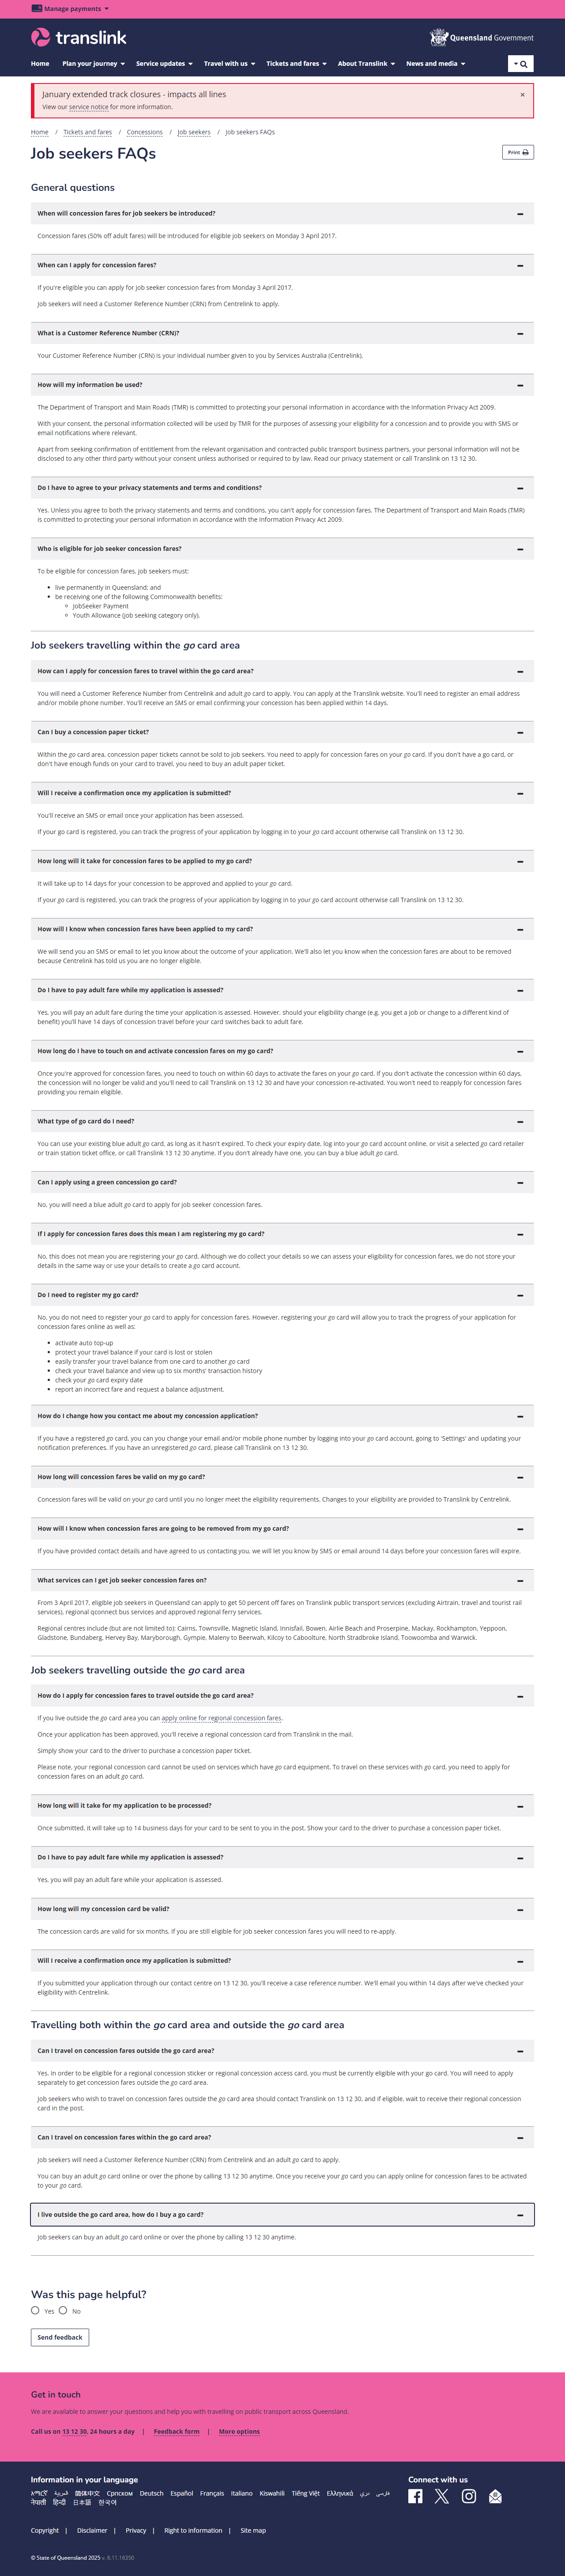 Manage payments
translink
Queensland Government
Home Plan your journey Service updates Travel with us Tickets and fares About Translink News and media
January extended track closures - impacts all lines
View our service notice for more information.
Home / Tickets and fares / Concessions / Job seekers / Job seekers FAQs
Job seekers FAQs
Print
General questions
When will concession fares for job seekers be introduced?
Concession fares (50% off adult fares) will be introduced for eligible job seekers on Monday 3 April 2017.
When can I apply for concession fares?
If you're eligible you can apply for job seeker concession fares from Monday 3 April 2017.
Job seekers will need a Customer Reference Number (CRN) from Centrelink to apply.
What is a Customer Reference Number (CRN)?
Your Customer Reference Number (CRN) is your individual number given to you by Services Australia (Centrelink).
How will my information be used?
The Department of Transport and Main Roads (TMR) is committed to protecting your personal information in accordance with the Information Privacy Act 2009.
With your consent, the personal information collected will be used by TMR for the purposes of assessing your eligibility for a concession and to provide you with SMS or
email notifications where relevant.
Apart from seeking confirmation of entitlement from the relevant organisation and contracted public transport business partners, your personal information will not be
disclosed to any other third party without your consent unless authorised or required to by law. Read our privacy statement or call Translink on 13 12 30.
Do I have to agree to your privacy statements and terms and conditions?
Yes. Unless you agree to both the privacy statements and terms and conditions, you can't apply for concession fares. The Department of Transport and Main Roads (TMR)
is committed to protecting your personal information in accordance with the Information Privacy Act 2009.
Who is eligible for job seeker concession fares?
To be eligible for concession fares, job seekers must:
live permanently in Queensland; and
be receiving one of the following Commonwealth benefits:
JobSeeker Payment
Youth Allowance (job seeking category only).
Job seekers travelling within the go card area
How can I apply for concession fares to travel within the go card area?
You will need a Customer Reference Number from Centrelink and adult go card to apply. You can apply at the Translink website. You'll need to register an email address
and/or mobile phone number. You'll receive an SMS or email confirming your concession has been applied within 14 days.
Can I buy a concession paper ticket?
Within the go card area, concession paper tickets cannot be sold to job seekers. You need to apply for concession fares on your go card. If you don't have a go card, or
don't have enough funds on your card to travel, you need to buy an adult paper ticket.
Will I receive a confirmation once my application is submitted?
You'll receive an SMS or email once your application has been assessed.
If your go card is registered, you can track the progress of your application by logging in to your go card account otherwise call Translink on 13 12 30.
How long will it take for concession fares to be applied to my go card?
It will take up to 14 days for your concession to be approved and applied to your go card.
If your go card is registered, you can track the progress of your application by logging in to your go card account otherwise call Translink on 13 12 30.
How will I know when concession fares have been applied to my card?
We will send you an SMS or email to let you know about the outcome of your application. We'll also let you know when the concession fares are about to be removed
because Centrelink has told us you are no longer eligible.
Do I have to pay adult fare while my application is assessed?
Yes, you will pay an adult fare during the time your application is assessed. However, should your eligibility change (e.g. you get a job or change to a different kind of
benefit) you'll have 14 days of concession travel before your card switches back to adult fare.
How long do I have to touch on and activate concession fares on my go card?
Once you're approved for concession fares, you need to touch on within 60 days to activate the fares on your go card. If you don't activate the concession within 60 days,
the concession will no longer be valid and you'll need to call Translink on 13 12 30 and have your concession re-activated. You won't need to reapply for concession fares
providing you remain eligible.
What type of go card do I need?
You can use your existing blue adult go card, as long as it hasn't expired. To check your expiry date, log into your go card account online, or visit a selected go card retailer
or train station ticket office, or call Translink 13 12 30 anytime. If you don't already have one, you can buy a blue adult go card.
Can I apply using a green concession go card?
No, you will need a blue adult go card to apply for job seeker concession fares.
If I apply for concession fares does this mean I am registering my go card?
No, this does not mean you are registering your go card. Although we do collect your details so we can assess your eligibility for concession fares, we do not store your
details in the same way or use your details to create a go card account.
Do I need to register my go card?
No, you do not need to register your go card to apply for concession fares. However, registering your go card will allow you to track the progress of your application for
concession fares online as well as:
activate auto top-up
protect your travel balance if your card is lost or stolen
easily transfer your travel balance from one card to another go card
check your travel balance and view up to six months' transaction history
check your go card expiry date
report an incorrect fare and request a balance adjustment.
How do I change how you contact me about my concession application?
If you have a registered go card, you can you change your email and/or mobile phone number by logging into your go card account, going to 'Settings' and updating your
notification preferences. If you have an unregistered go card, please call Translink on 13 12 30.
How long will concession fares be valid on my go card?
Concession fares will be valid on your go card until you no longer meet the eligibility requirements. Changes to your eligibility are provided to Translink by Centrelink.
How will I know when concession fares are going to be removed from my go card?
If you have provided contact details and have agreed to us contacting you, we will let you know by SMS or email around 14 days before your concession fares will expire.
What services can I get job seeker concession fares on?
From 3 April 2017, eligible job seekers in Queensland can apply to get 50 percent off fares on Translink public transport services (excluding Airtrain, travel and tourist rail
services), regional qconnect bus services and approved regional ferry services.
Regional centres include (but are not limited to): Cairns, Townsville, Magnetic Island, Innisfail, Bowen, Airlie Beach and Proserpine, Mackay, Rockhampton, Yeppoon,
Gladstone, Bundaberg, Hervey Bay, Maryborough, Gympie, Maleny to Beerwah, Kilcoy to Caboolture, North Stradbroke Island, Toowoomba and Warwick.
Job seekers travelling outside the go card area
How do I apply for concession fares to travel outside the go card area?
If you live outside the go card area you can apply online for regional concession fares.
Once your application has been approved, you'll receive a regional concession card from Translink in the mail.
Simply show your card to the driver to purchase a concession paper ticket.
Please note, your regional concession card cannot be used on services which have go card equipment. To travel on these services with go card, you need to apply for
concession fares on an adult go card.
How long will it take for my application to be processed?
Once submitted, it will take up to 14 business days for your card to be sent to you in the post. Show your card to the driver to purchase a concession paper ticket.
Do I have to pay adult fare while my application is assessed?
Yes, you will pay an adult fare while your application is assessed.
How long will my concession card be valid?
The concession cards are valid for six months. If you are still eligible for job seeker concession fares you will need to re-apply.
Will I receive a confirmation once my application is submitted?
If you submitted your application through our contact centre on 13 12 30, you'll receive a case reference number. We'll email you within 14 days after we've checked your
eligibility with Centrelink.
Travelling both within the go card area and outside the go card area
Can I travel on concession fares outside the go card area?
Yes. In order to be eligible for a regional concession sticker or regional concession access card, you must be currently eligible with your go card. You will need to apply
separately to get concession fares outside the go card area.
Job seekers who wish to travel on concession fares outside the go card area should contact Translink on 13 12 30, and if eligible, wait to receive their regional concession
card in the post.
Can I travel on concession fares within the go card area?
Job seekers will need a Customer Reference Number (CRN) from Centrelink and an adult go card to apply.
You can buy an adult go card online or over the phone by calling 13 12 30 anytime. Once you receive your go card you can apply online for concession fares to be activated
to your go card.
I live outside the go card area, how do I buy a go card?
Job seekers can buy an adult go card online or over the phone by calling 13 12 30 anytime.
Was this page helpful?
Yes No
Send feedback
Get in touch
We are available to answer your questions and help you with travelling on public transport across Queensland.
Call us on 13 12 30, 24 hours a day | Feedback form | More options
Information in your language
አማርኛ العربية 简体中文 Српском Deutsch Español Français Italiano Kiswahili Tiếng Việt Ελληνικά دري فارسی
नेपाली हिन्दी 日本語 한국어
Connect with us
Copyright | Disclaimer | Privacy | Right to information | Site map
© State of Queensland 2025 v. 6.11.16350